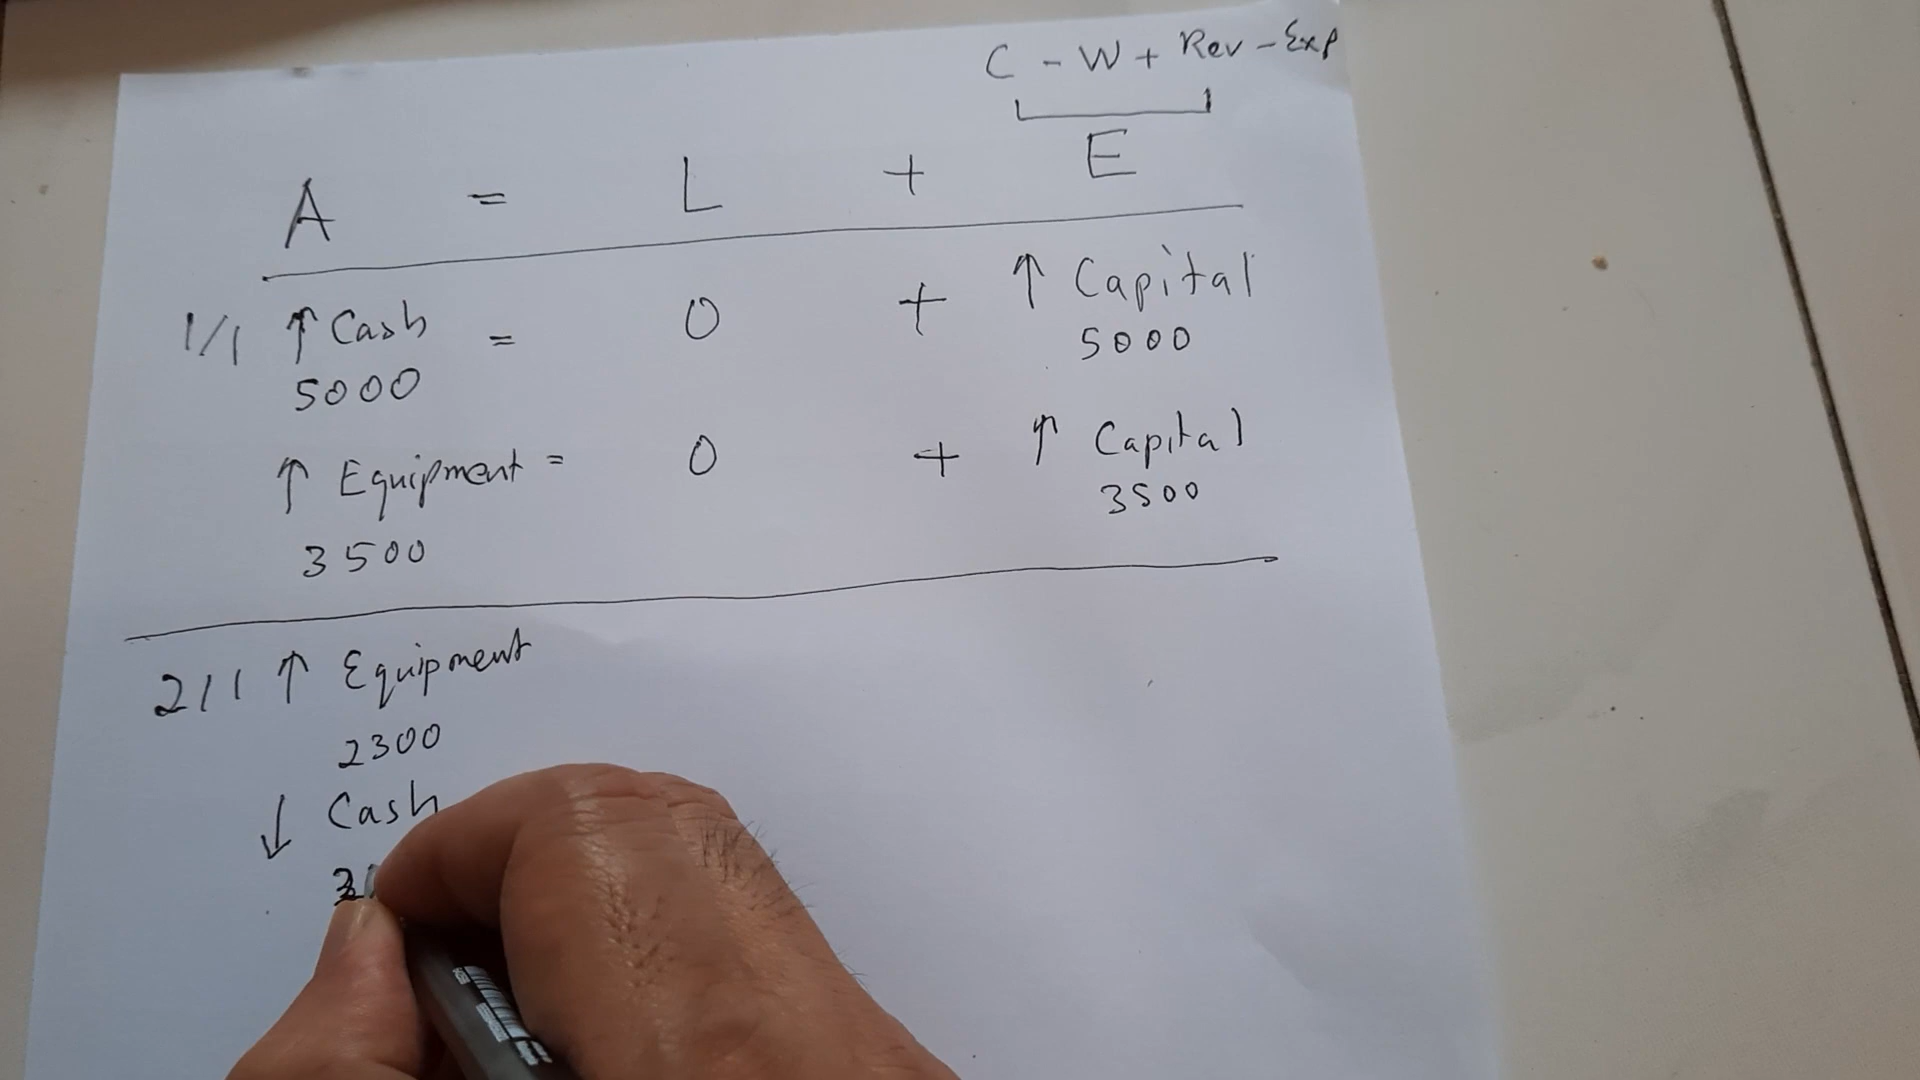 C - W + Rev - Exp
A = L + E
1/1 ↑ Cash = 0 + ↑ Capital
5000 5000
↑ Equipment = 0 + ↑ Capital
3500 3500
2/1 ↑ Equipment
2300
↓ Cash